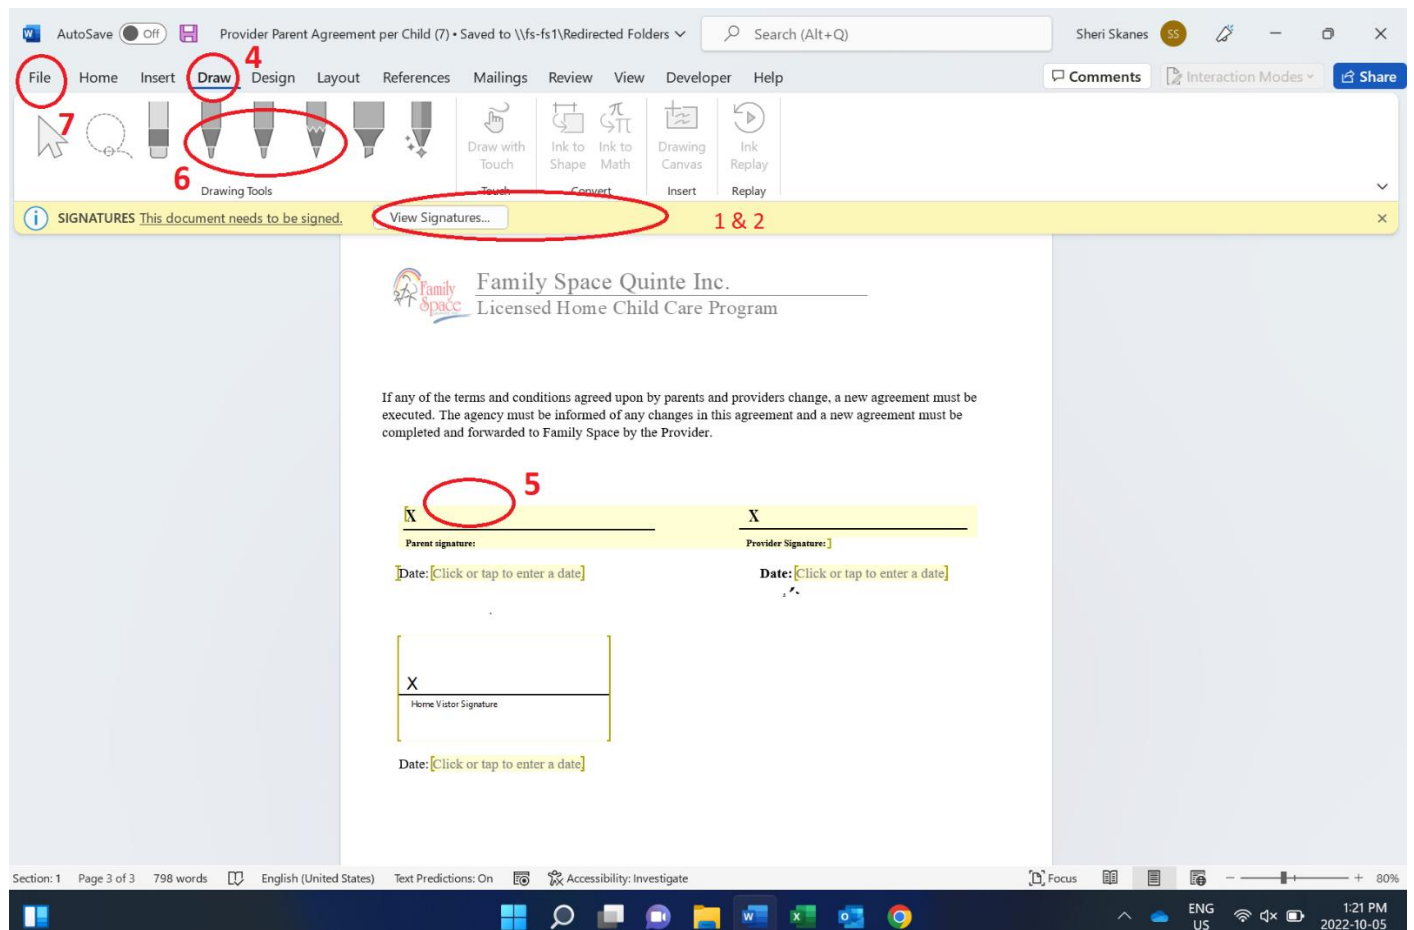 AutoSave Off Provider Parent Agreement per Child (7) • Saved to \\fs-fs1\Redirected Folders Search (Alt+Q) Sheri Skanes SS
4
File Home Insert Draw Design Layout References Mailings Review View Developer Help Comments Interaction Modes Share
7
Draw with Touch
Ink to Shape
Ink to Math
Drawing Canvas
Ink Replay
6
Drawing Tools Touch Convert Insert Replay
SIGNATURES This document needs to be signed. View Signatures... 1 & 2
Family Space
Family Space Quinte Inc.
Licensed Home Child Care Program
If any of the terms and conditions agreed upon by parents and providers change, a new agreement must be
executed. The agency must be informed of any changes in this agreement and a new agreement must be
completed and forwarded to Family Space by the Provider.
5
X X
Parent signature: Provider Signature:
Date: Click or tap to enter a date Date: Click or tap to enter a date
X
Home Vistor Signature
Date: Click or tap to enter a date
Section: 1 Page 3 of 3 798 words English (United States) Text Predictions: On Accessibility: Investigate Focus 80%
ENG US
1:21 PM
2022-10-05